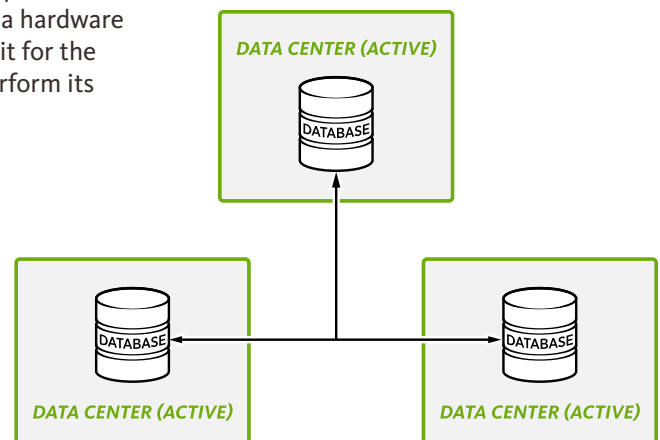 a hardware
it for the
rform its
DATA CENTER (ACTIVE)
DATABASE
DATABASE
DATABASE
DATA CENTER (ACTIVE)
DATA CENTER (ACTIVE)